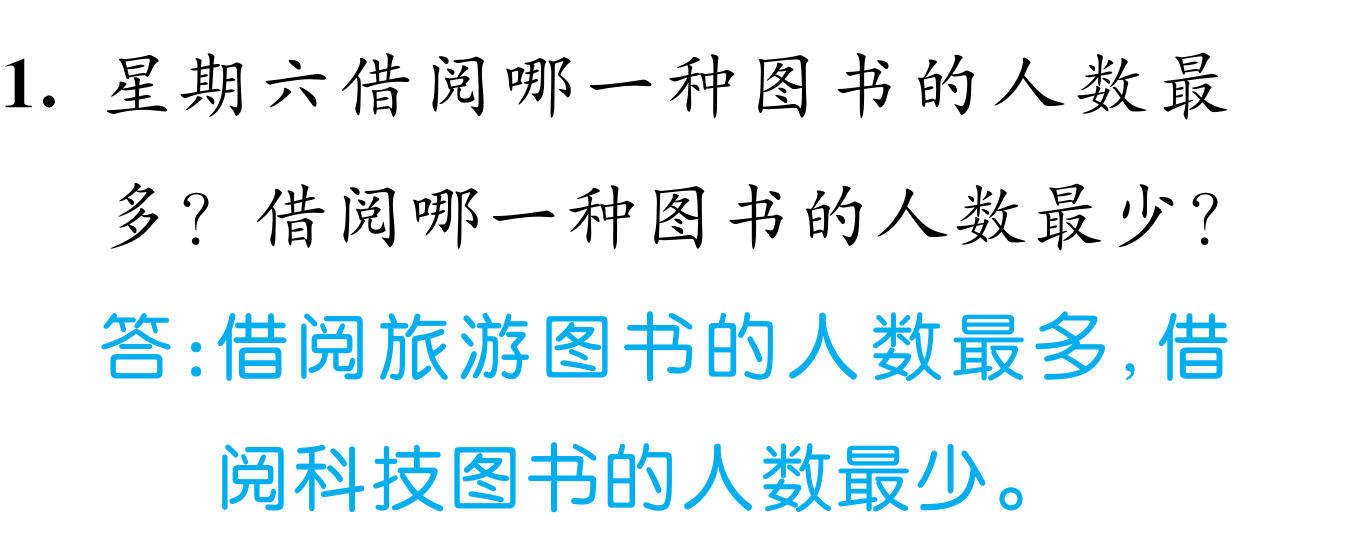 1. 星期六借阅哪一种图书的人数最
多？借阅哪一种图书的人数最少？
答：借阅旅游图书的人数最多，借
阅科技图书的人数最少。